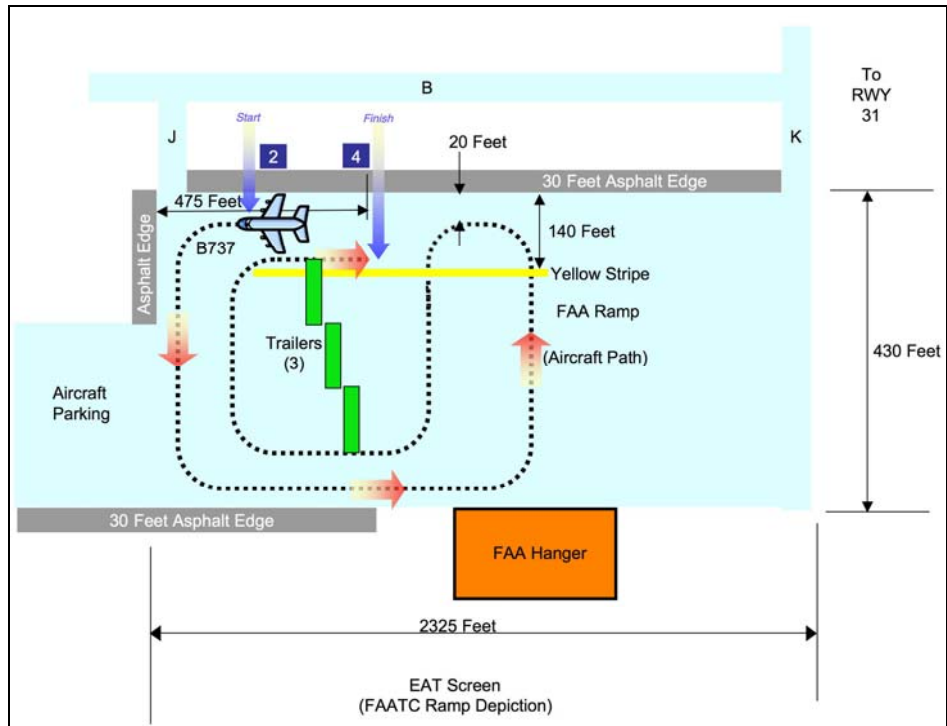 B
To
RWY
31
J
K
Start
Finish
2
4
20 Feet
30 Feet Asphalt Edge
475 Feet
Asphalt Edge
B737
140 Feet
Yellow Stripe
FAA Ramp
Trailers
(3)
(Aircraft Path)
430 Feet
Aircraft
Parking
30 Feet Asphalt Edge
FAA Hanger
2325 Feet
EAT Screen
(FAATC Ramp Depiction)